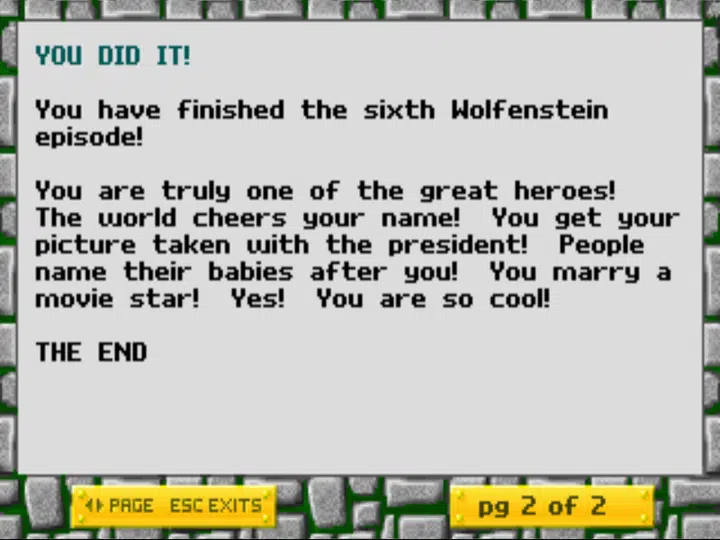 YOU DID IT!
You have finished the sixth Wolfenstein
episode!
You are truly one of the great heroes!
The world cheers your name!  You get your
picture taken with the president!  People
name their babies after you!  You marry a
movie star!  Yes!  You are so cool!
THE END
PAGE ESC EXITS
pg 2 of 2